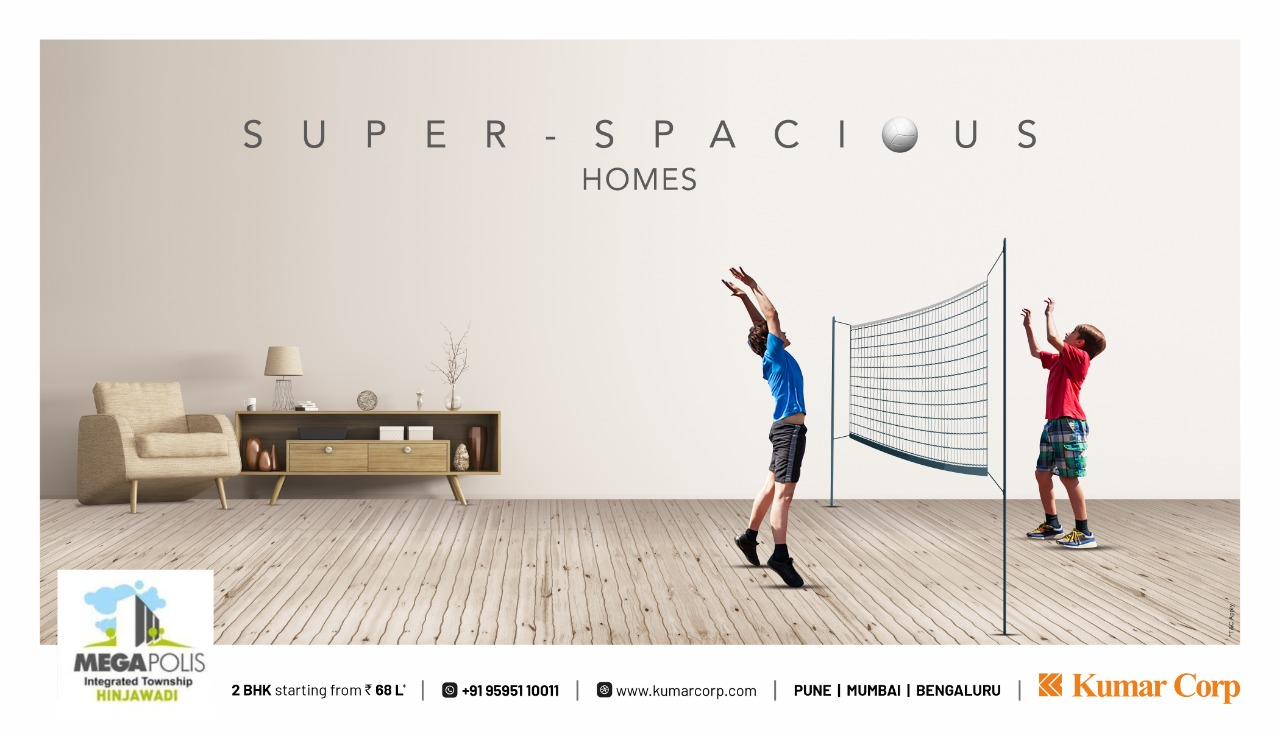 SUPER-SPACIOUS
HOMES
MEGAPOLIS
Integrated Township
HINJAWADI
2 BHK starting from ₹ 68 L*
+91 95951 10011
www.kumarcorp.com
PUNE | MUMBAI | BENGALURU
Kumar Corp